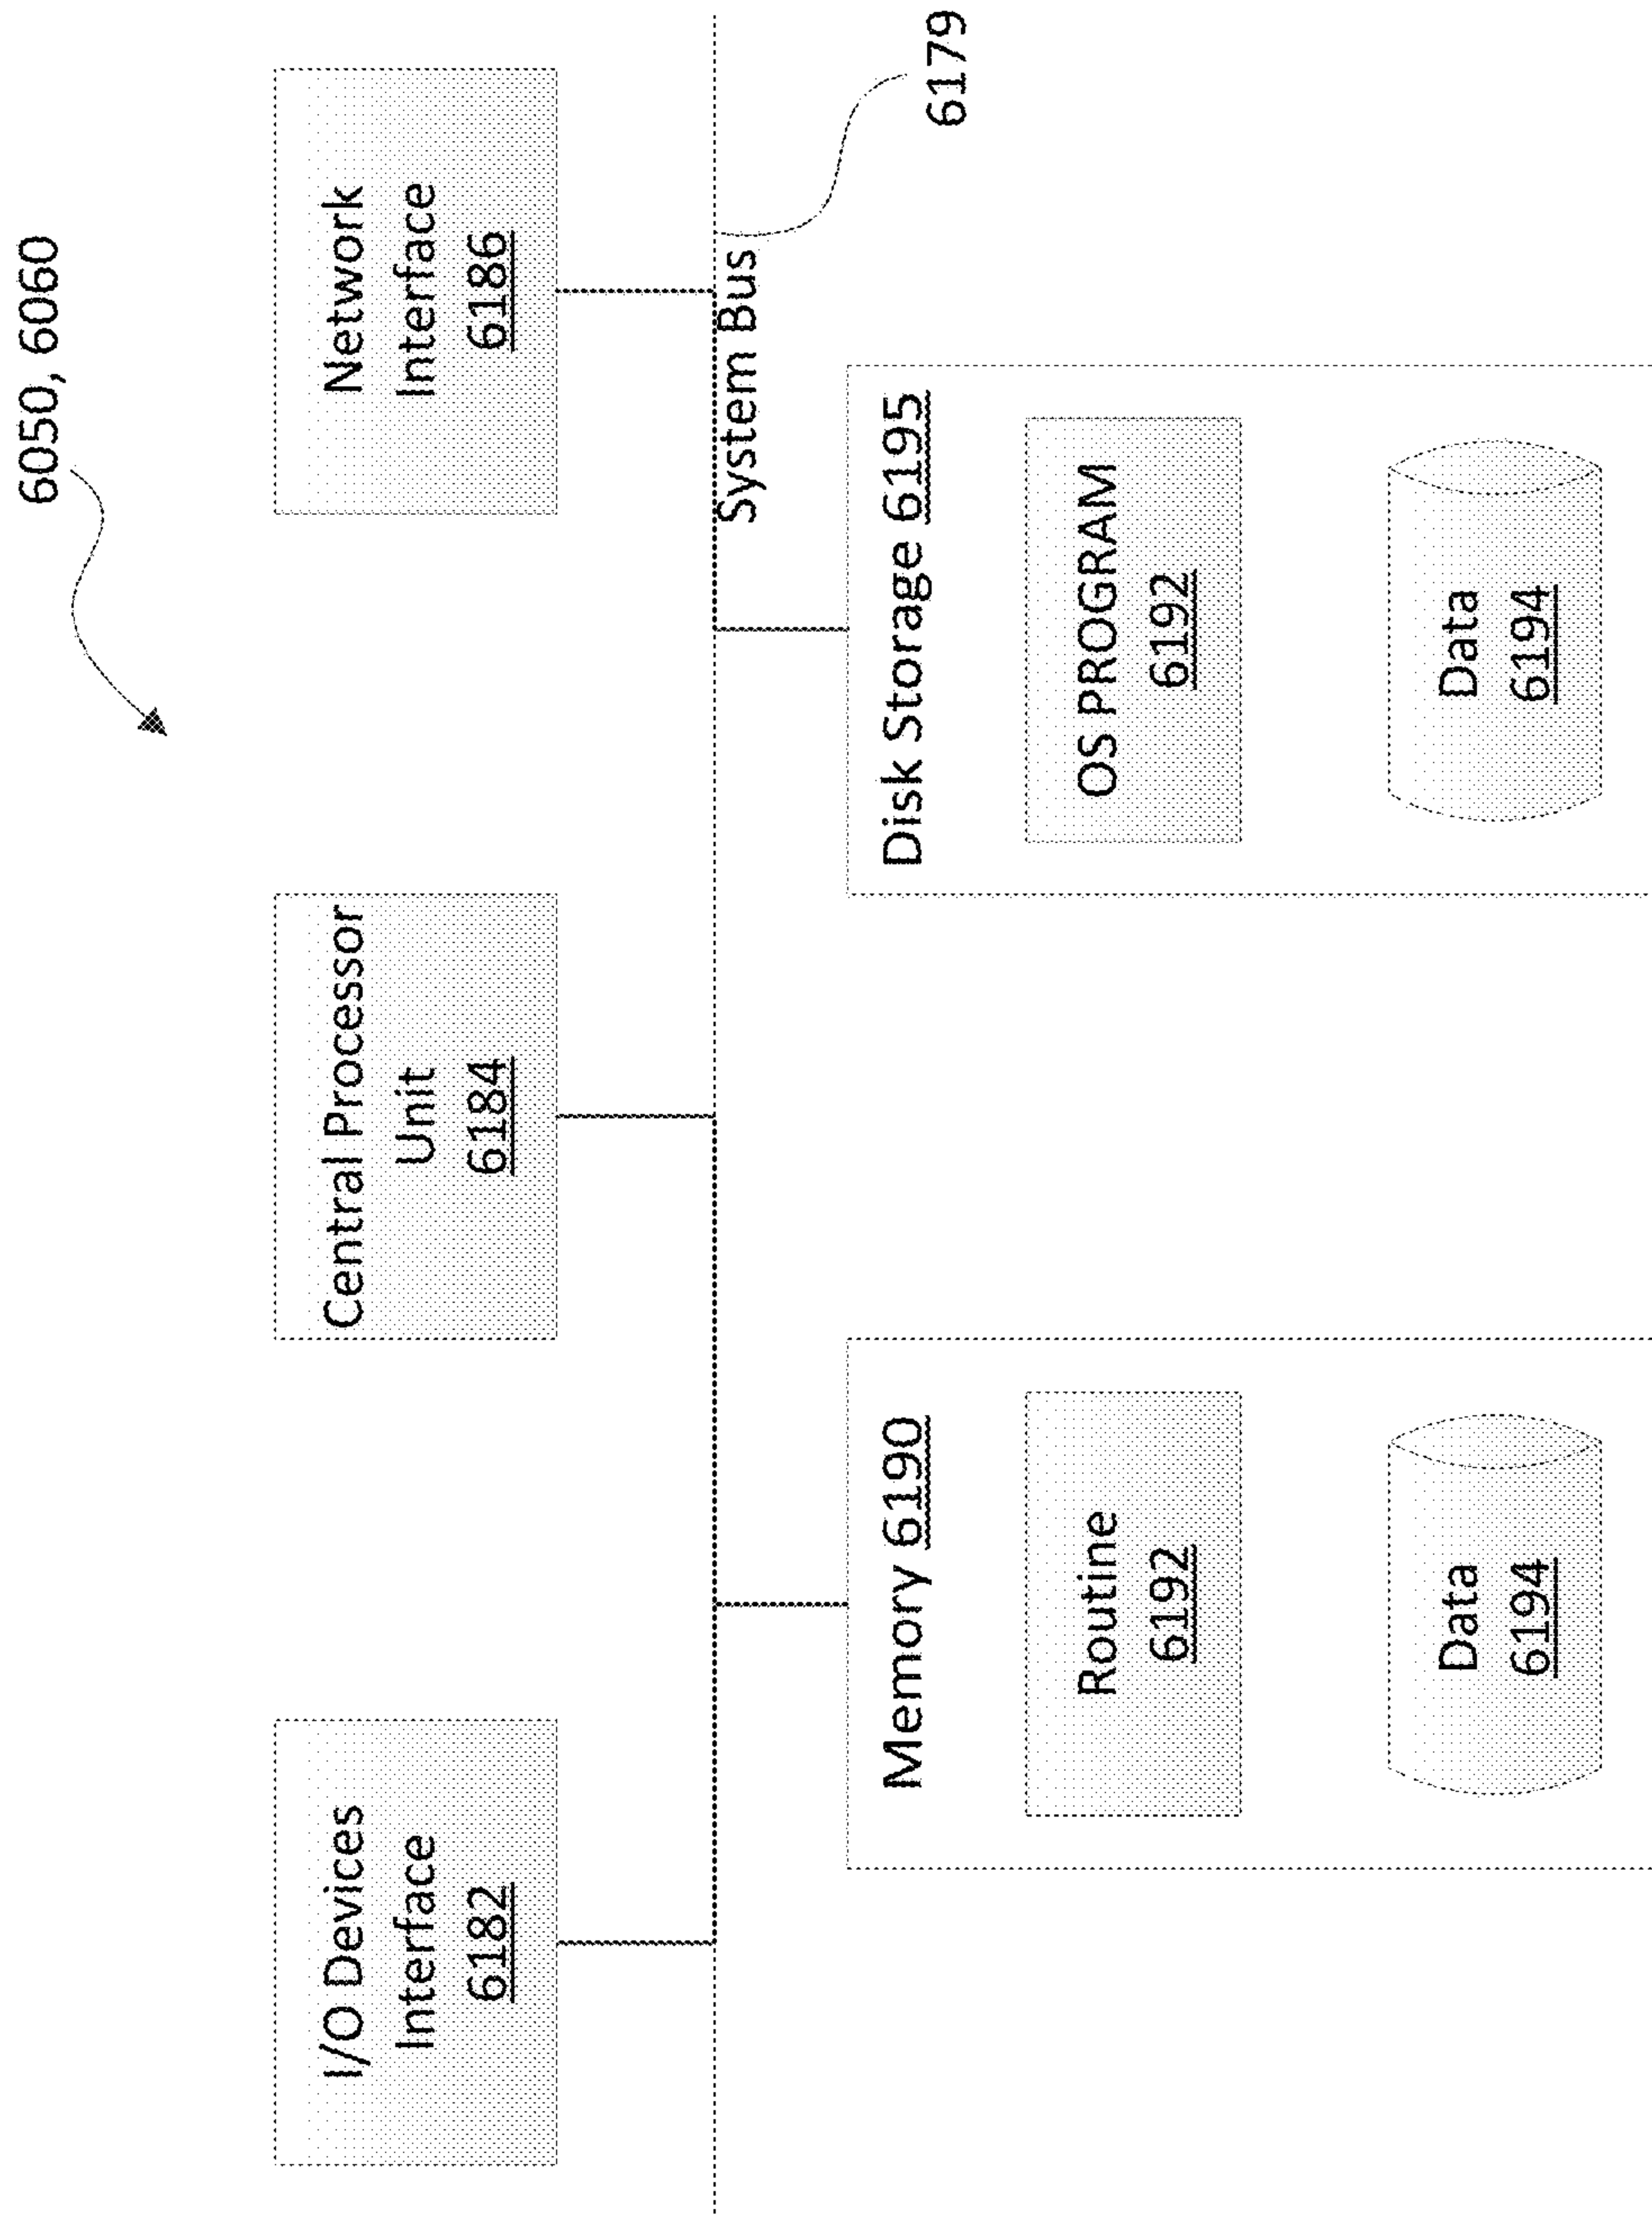 6050, 6060
I/O Devices
Interface
6182
Central Processor
Unit
6184
Network
Interface
6186
System Bus
6179
Memory 6190
Routine
6192
Data
6194
Disk Storage 6195
OS PROGRAM
6192
Data
6194